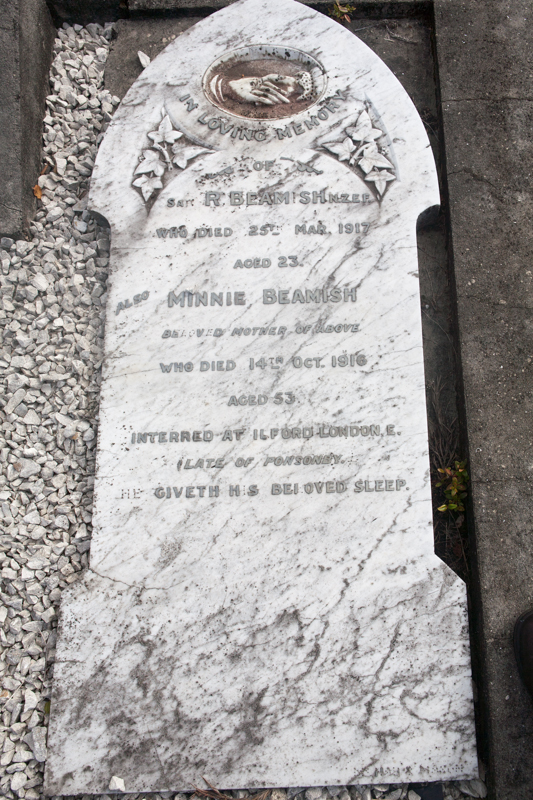 IN LOVING MEMORY
OF
R. BEAMISH N.Z.E.F.
WHO DIED 25TH MAR. 1917
AGED 23.
ALSO MINNIE BEAMISH
BELOVED MOTHER OF ABOVE
WHO DIED 14TH OCT. 1916
AGED 53.
INTERRED AT ILFORD LONDON, E.
(LATE OF PONSONBY.
HE GIVETH HIS BELOVED SLEEP.